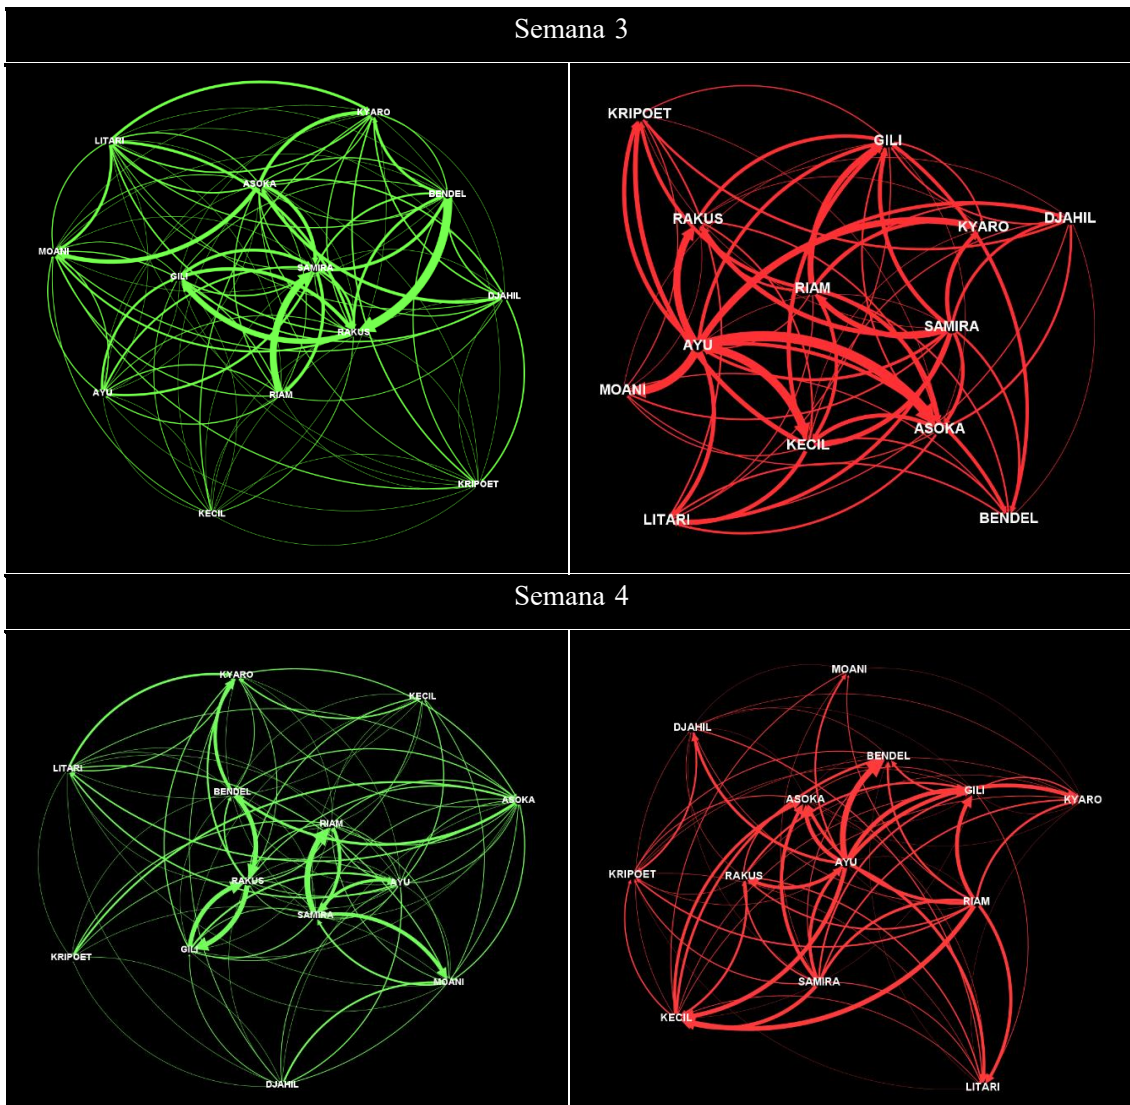 Semana 3
KYARO
LITARI
ASOKA
BENDEL
MOANI
SAMIRA
GILI
DJAHIL
RAKUS
AYU
RIAM
KRIPOET
KECIL
KRIPOET
GILI
RAKUS
DJAHIL
KYARO
RIAM
SAMIRA
AYU
MOANI
ASOKA
KECIL
LITARI
BENDEL
Semana 4
KYARO
KECIL
LITARI
BENDEL
ASOKA
RIAM
RAKUS
AYU
SAMIRA
GILI
KRIPOET
MOANI
DJAHIL
MOANI
DJAHIL
BENDEL
GILI
ASOKA
KYARO
AYU
KRIPOET
RAKUS
RIAM
SAMIRA
KECIL
LITARI